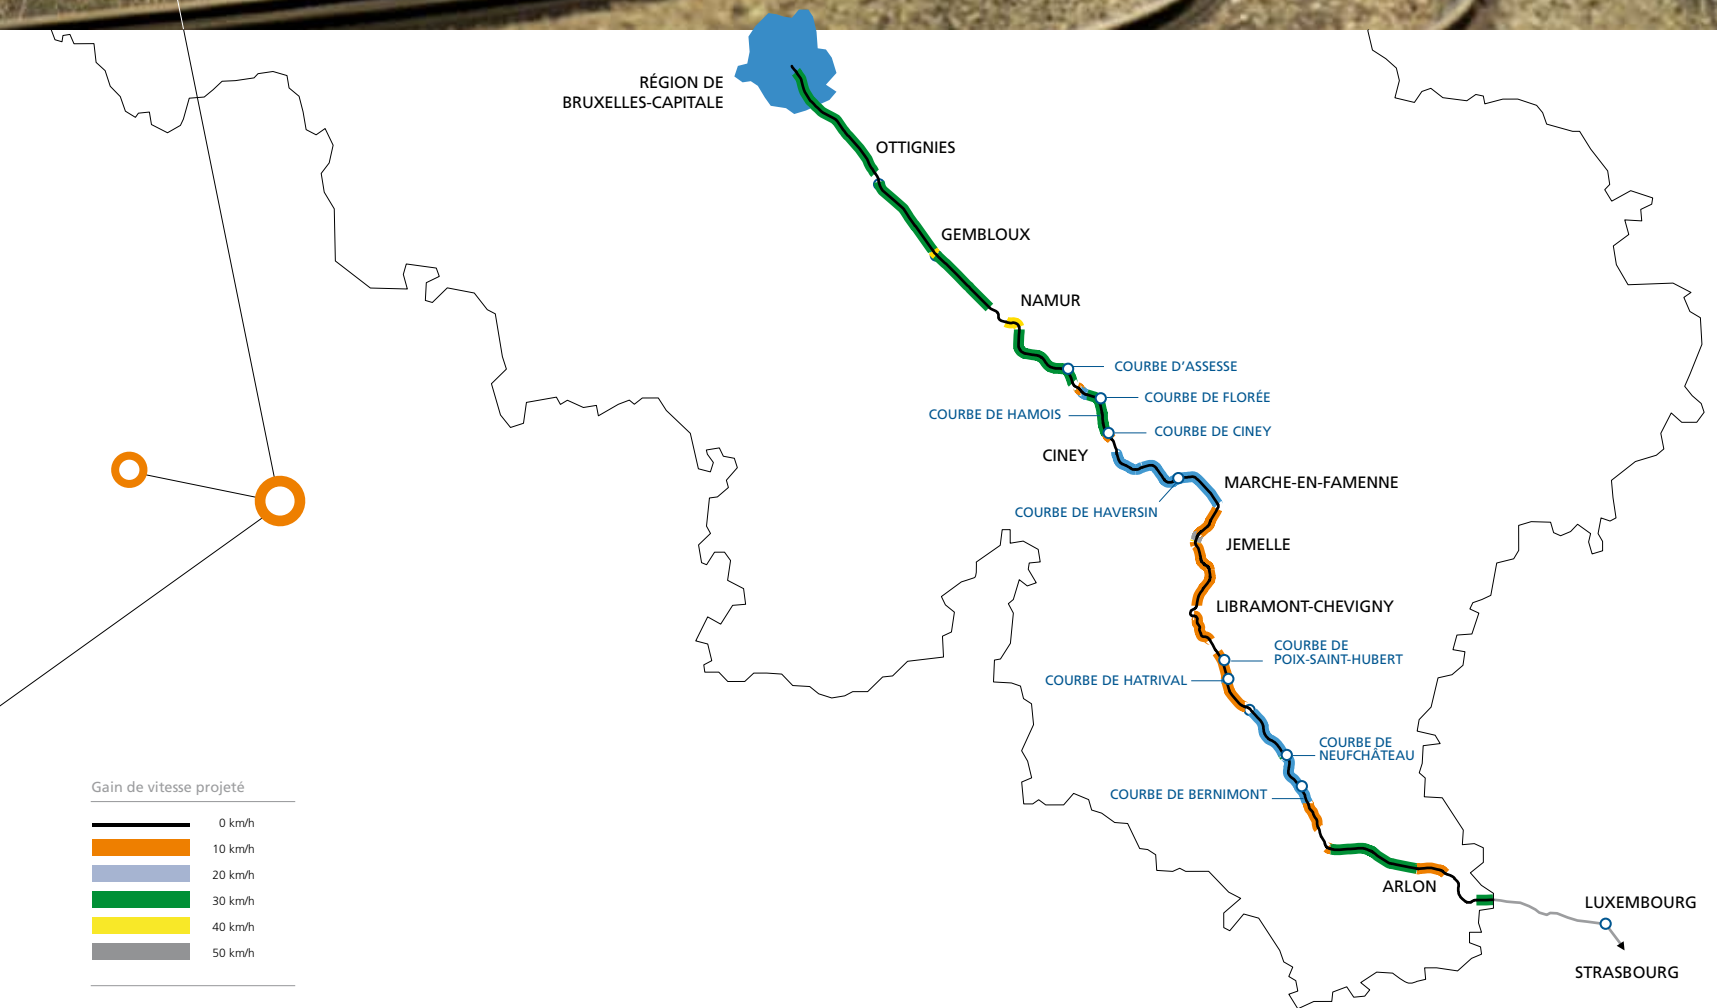 RÉGION DE
BRUXELLES-CAPITALE
OTTIGNIES
GEMBLOUX
NAMUR
COURBE D'ASSESSE
COURBE DE FLORÉE
COURBE DE HAMOIS
COURBE DE CINEY
CINEY
MARCHE-EN-FAMENNE
COURBE DE HAVERSIN
JEMELLE
LIBRAMONT-CHEVIGNY
COURBE DE
POIX-SAINT-HUBERT
COURBE DE HATRIVAL
COURBE DE
NEUFCHÂTEAU
COURBE DE BERNIMONT
ARLON
LUXEMBOURG
STRASBOURG
Gain de vitesse projeté
0 km/h
10 km/h
20 km/h
30 km/h
40 km/h
50 km/h